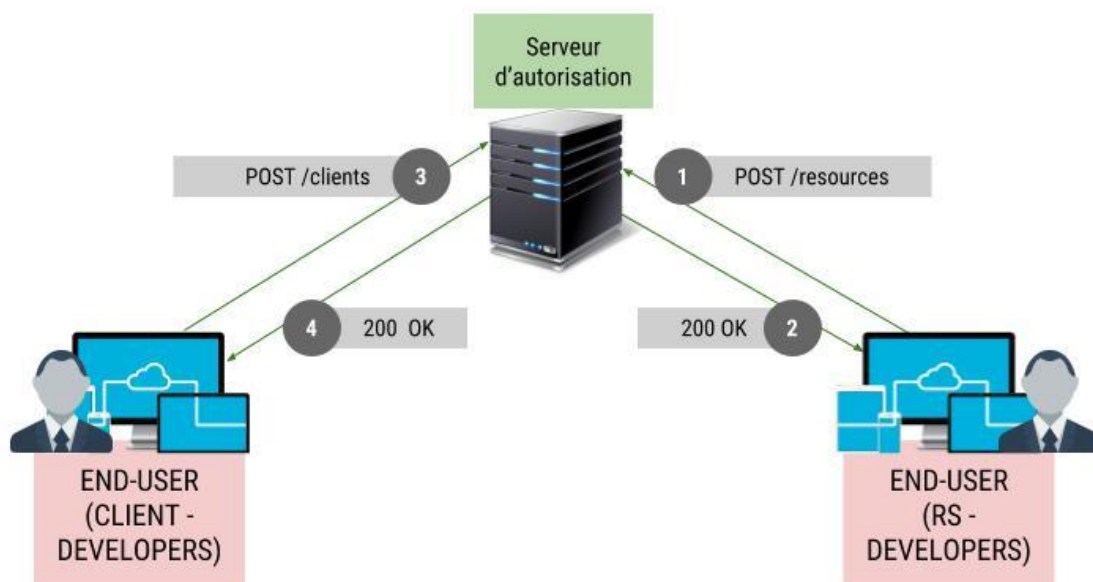 Serveur
d'autorisation
POST /clients
3
1
POST /resources
4
200 OK
200 OK
2
END-USER
(CLIENT -
DEVELOPERS)
END-USER
(RS -
DEVELOPERS)